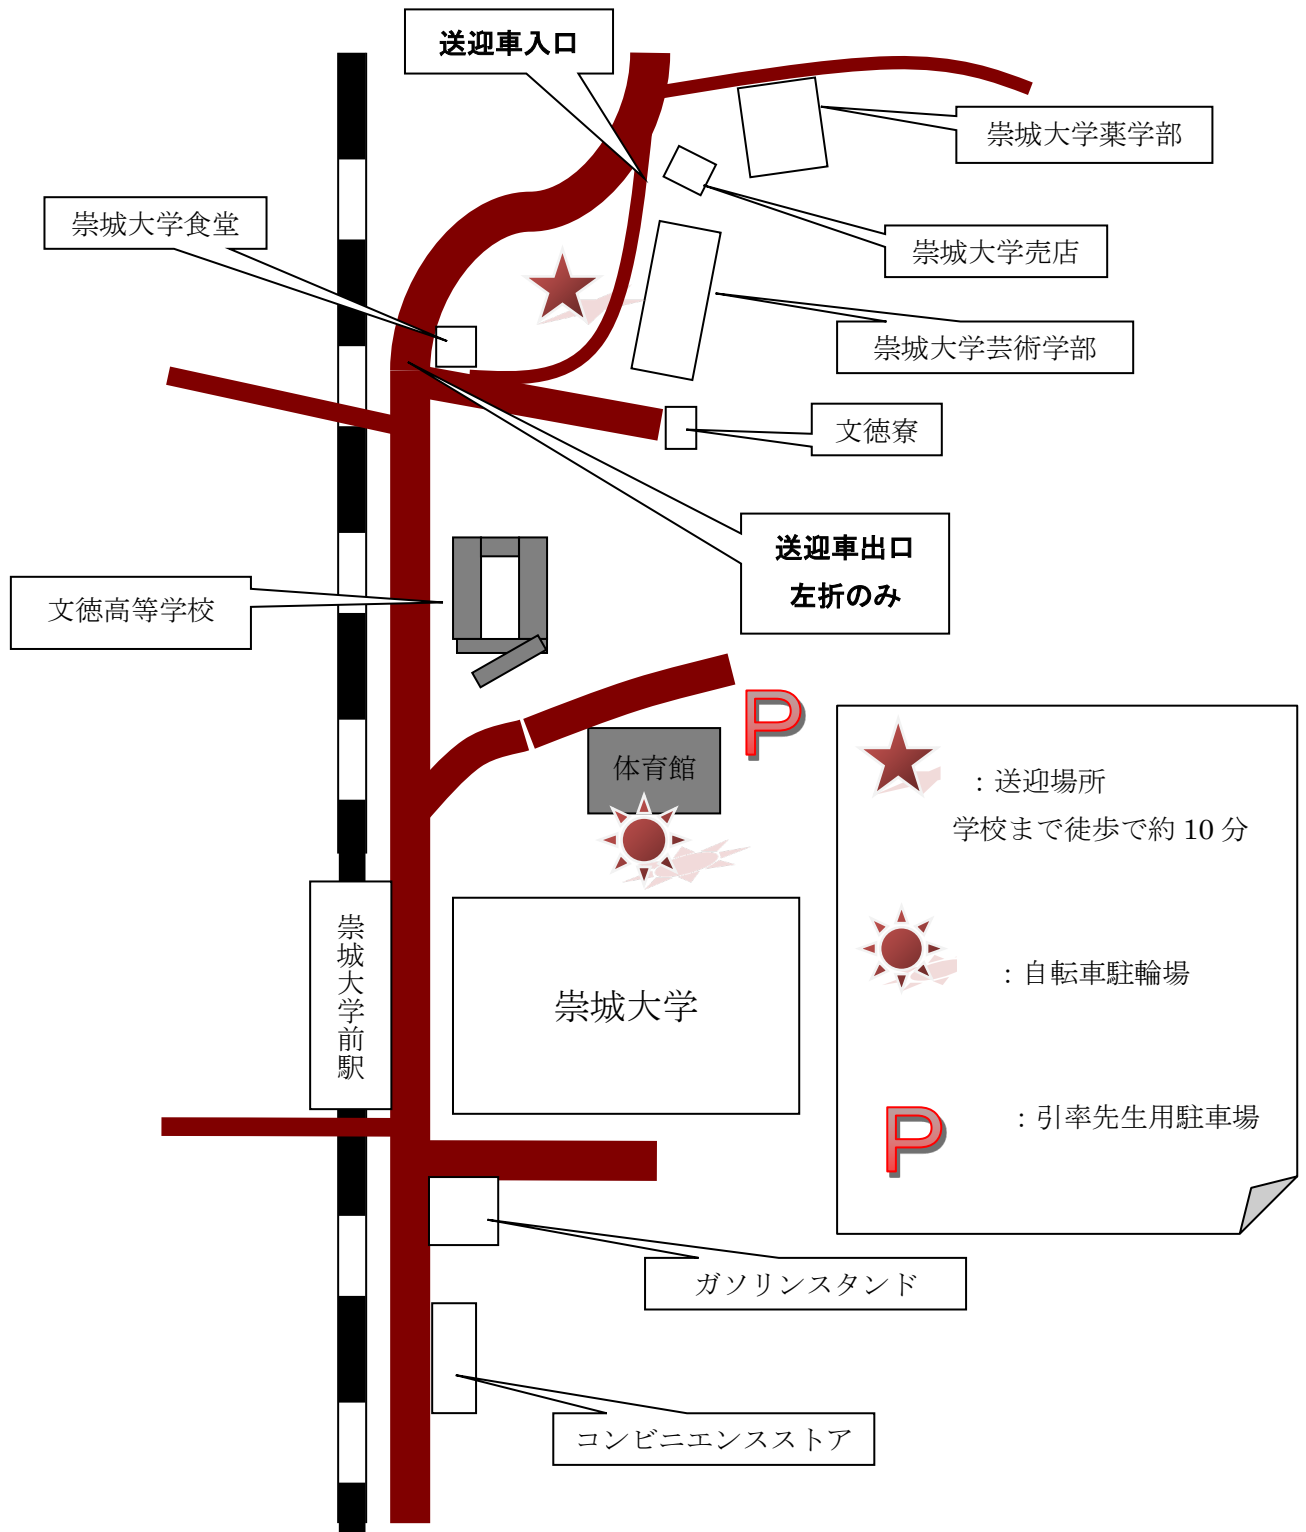 送迎車入口
崇城大学薬学部
崇城大学食堂
崇城大学売店
崇城大学芸術学部
文徳寮
送迎車出口
左折のみ
文徳高等学校
P
体育館
：送迎場所
学校まで徒歩で約 10 分
崇城大学前駅
：自転車駐輪場
崇城大学
P
：引率先生用駐車場
ガソリンスタンド
コンビニエンスストア